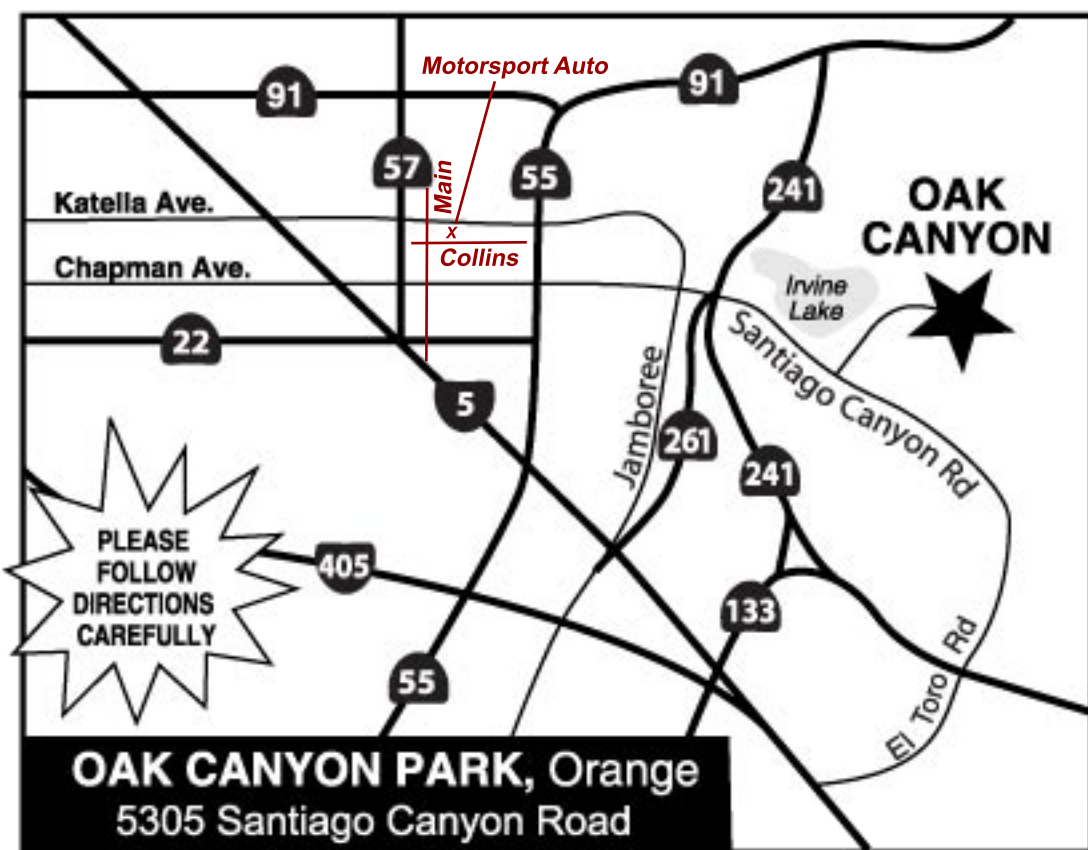 Motorsport Auto
91
91
57
Main
55
241
Katella Ave.
x
Collins
OAK
CANYON
Chapman Ave.
Irvine
Lake
22
Santiago Canyon Rd
Jamboree
5
261
241
PLEASE
FOLLOW
DIRECTIONS
CAREFULLY
405
133
55
El Toro Rd
OAK CANYON PARK, Orange
5305 Santiago Canyon Road